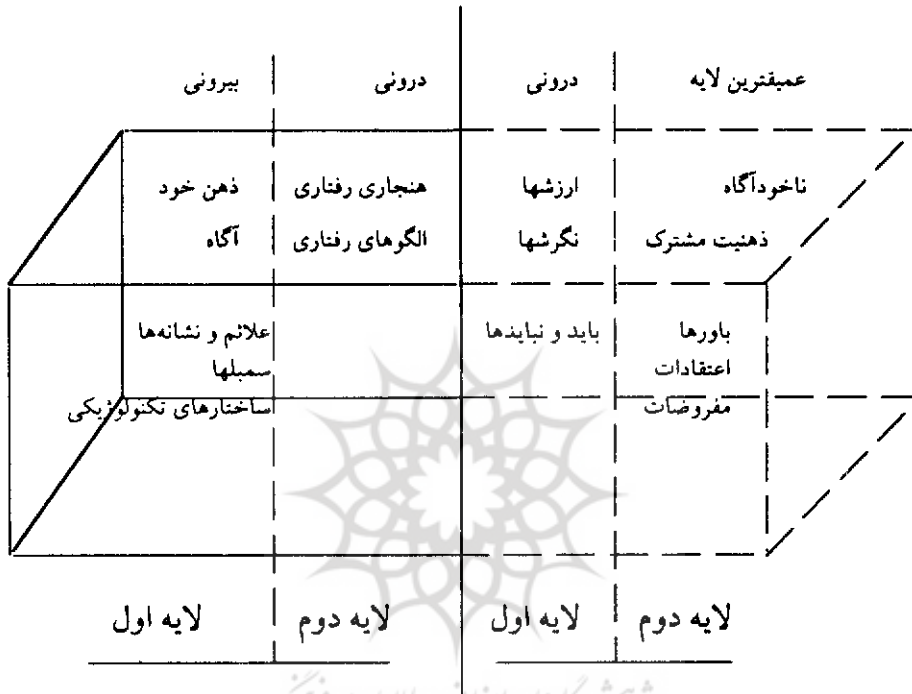 عمیقترین لایه درونی درونی بیرونی
ناخودآگاه ارزشها هنجاری رفتاری ذهن خود
ذهنیت مشترک نگرشها الگوهای رفتاری آگاه
باورها باید و نبایدها علائم و نشانه‌ها
اعتقادات سمبلها
مفروضات ساختارهای تکنولوژیکی
لایه دوم لایه اول لایه دوم لایه اول